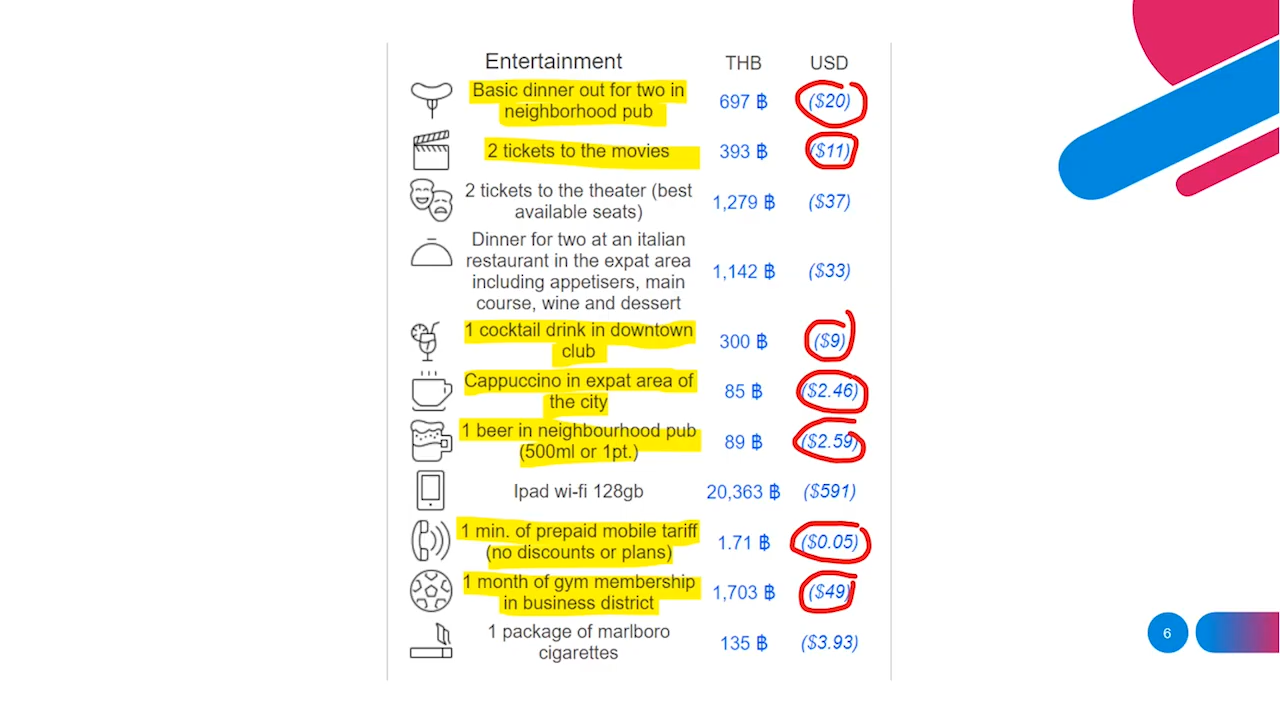 Entertainment THB USD
Basic dinner out for two in
neighborhood pub
697 ฿ ($20)
2 tickets to the movies 393 ฿ ($11)
2 tickets to the theater (best
available seats)
1,279 ฿ ($37)
Dinner for two at an italian
restaurant in the expat area
including appetisers, main
course, wine and dessert
1,142 ฿ ($33)
1 cocktail drink in downtown
club
300 ฿ ($9)
Cappuccino in expat area of
the city
85 ฿ ($2.46)
1 beer in neighbourhood pub
(500ml or 1pt.)
89 ฿ ($2.59)
Ipad wi-fi 128gb 20,363 ฿ ($591)
1 min. of prepaid mobile tariff
(no discounts or plans)
1.71 ฿ ($0.05)
1 month of gym membership
in business district
1,703 ฿ ($49)
1 package of marlboro
cigarettes
135 ฿ ($3.93)
6